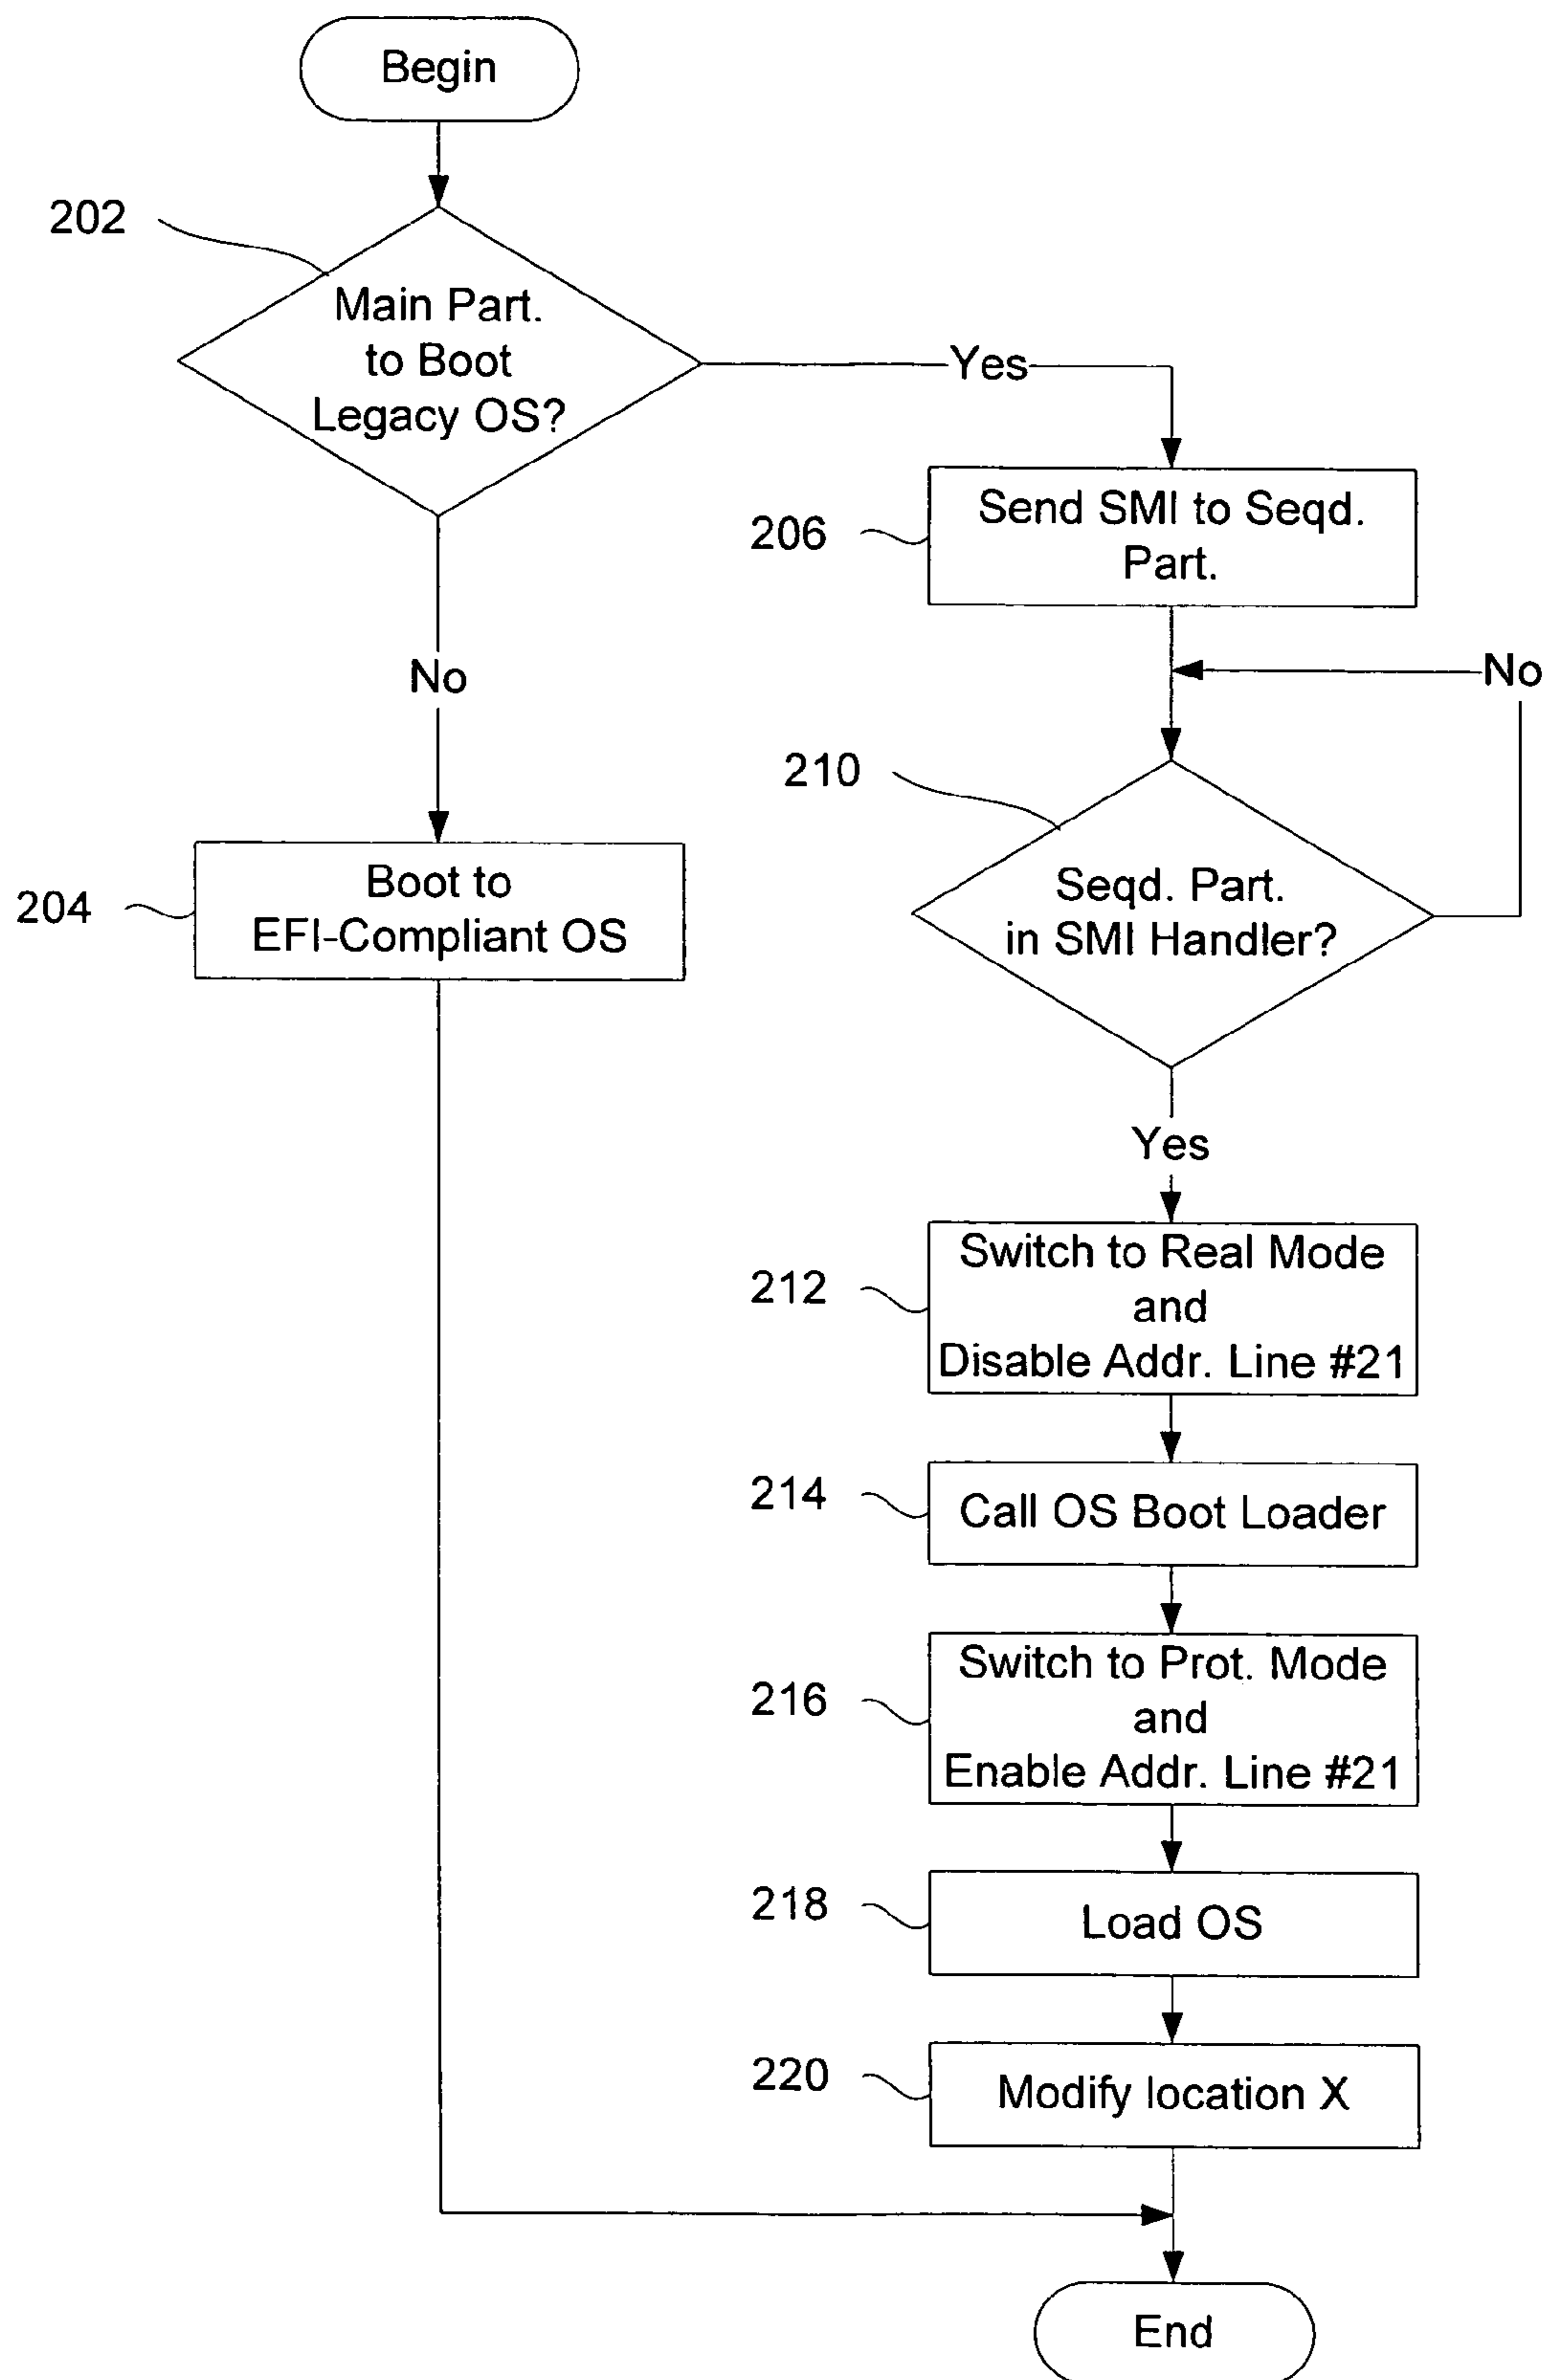 Begin
202
Main Part.
to Boot
Legacy OS?
Yes
206
Send SMI to Seqd.
Part.
No
No
210
Seqd. Part.
in SMI Handler?
204
Boot to
EFI-Compliant OS
Yes
212
Switch to Real Mode
and
Disable Addr. Line #21
214
Call OS Boot Loader
216
Switch to Prot. Mode
and
Enable Addr. Line #21
218
Load OS
220
Modify location X
End